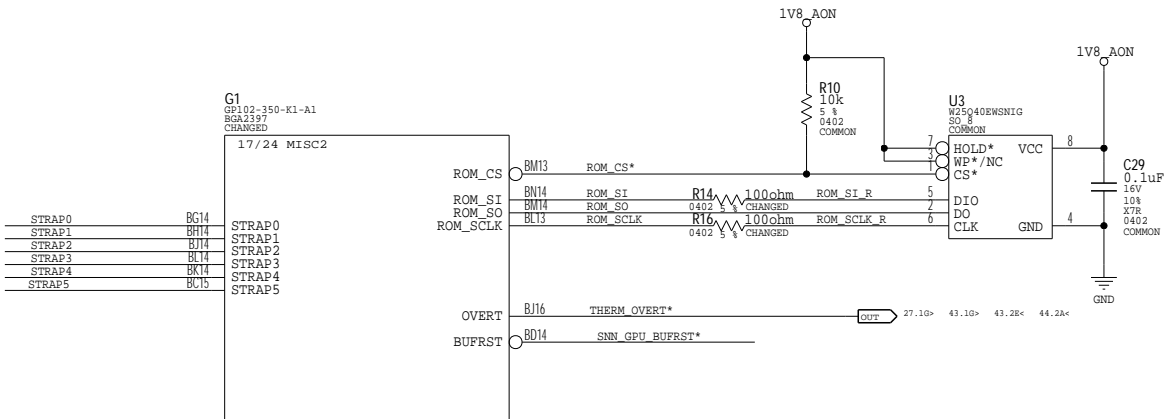 1V8_AON
1V8_AON
R10
10k
5 %
0402
COMMON
U3
W25Q40EWSNIG
SO_8
COMMON
G1
GP102-350-K1-A1
BGA2397
CHANGED
17/24 MISC2
7 HOLD* VCC 8
3 WP*/NC
1 CS*
C29
0.1uF
16V
10%
X7R
0402
COMMON
ROM_CS BM13 ROM_CS*
ROM_SI BN14 ROM_SI R14 100ohm ROM_SI_R 5 DIO
0402 5 % CHANGED
ROM_SO BM14 ROM_SO 2 DO
ROM_SCLK BL13 ROM_SCLK R16 100ohm ROM_SCLK_R 6 CLK GND 4
0402 5 % CHANGED
STRAP0 BG14 STRAP0
STRAP1 BH14 STRAP1
STRAP2 BJ14 STRAP2
STRAP3 BL14 STRAP3
STRAP4 BK14 STRAP4
STRAP5 BC15 STRAP5
GND
OVERT BJ16 THERM_OVERT* OUT 27.1G> 43.1G> 43.2E< 44.2A<
BUFRST BD14 SNN_GPU_BUFRST*